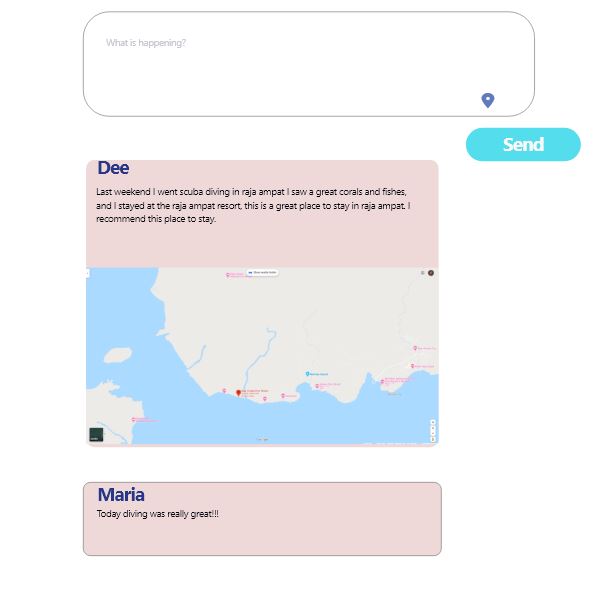 What is happening?
Send
Dee
Last weekend I went scuba diving in raja ampat I saw a great corals and fishes,
and I stayed at the raja ampat resort, this is a great place to stay in raja ampat. I
recommend this place to stay.
Maria
Today diving was really great!!!